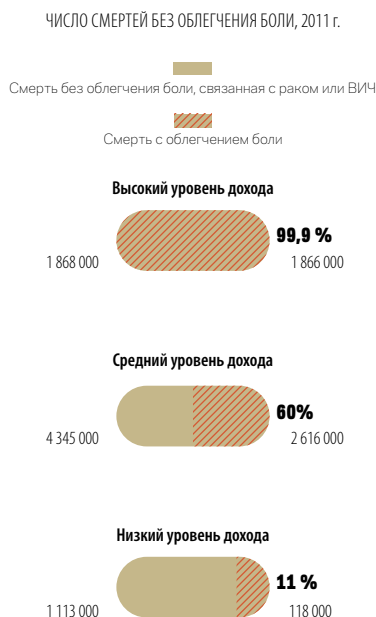 ЧИСЛО СМЕРТЕЙ БЕЗ ОБЛЕГЧЕНИЯ БОЛИ, 2011 г.
Смерть без облегчения боли, связанная с раком или ВИЧ
Смерть с облегчением боли
Высокий уровень дохода
99,9 %
1 868 000 1 866 000
Средний уровень дохода
60%
4 345 000 2 616 000
Низкий уровень дохода
11 %
1 113 000 118 000